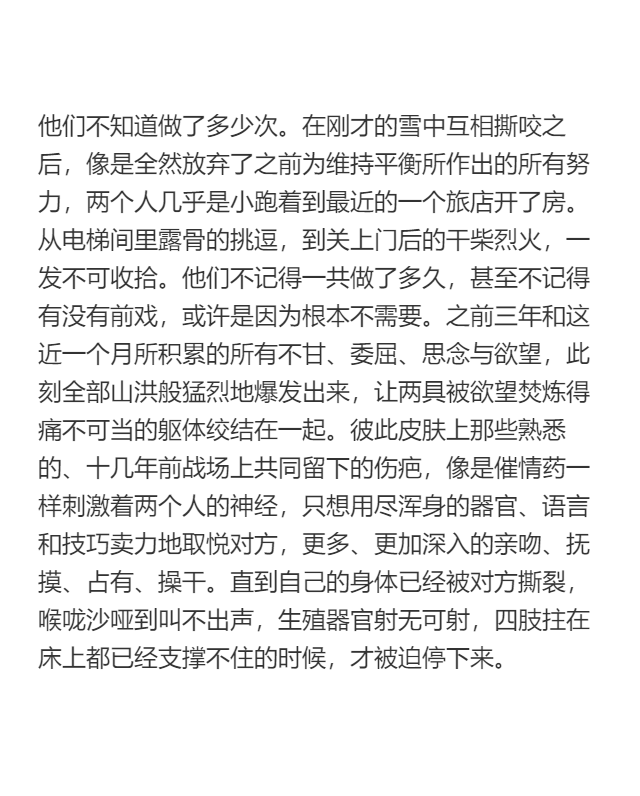 他们不知道做了多少次。在刚才的雪中互相撕咬之
后，像是全然放弃了之前为维持平衡所作出的所有努
力，两个人几乎是小跑着到最近的一个旅店开了房。
从电梯间里露骨的挑逗，到关上门后的干柴烈火，一
发不可收拾。他们不记得一共做了多久，甚至不记得
有没有前戏，或许是因为根本不需要。之前三年和这
近一个月所积累的所有不甘、委屈、思念与欲望，此
刻全部山洪般猛烈地爆发出来，让两具被欲望焚炼得
痛不可当的躯体绞结在一起。彼此皮肤上那些熟悉
的、十几年前战场上共同留下的伤疤，像是催情药一
样刺激着两个人的神经，只想用尽浑身的器官、语言
和技巧卖力地取悦对方，更多、更加深入的亲吻、抚
摸、占有、操干。直到自己的身体已经被对方撕裂，
喉咙沙哑到叫不出声，生殖器官射无可射，四肢拄在
床上都已经支撑不住的时候，才被迫停下来。